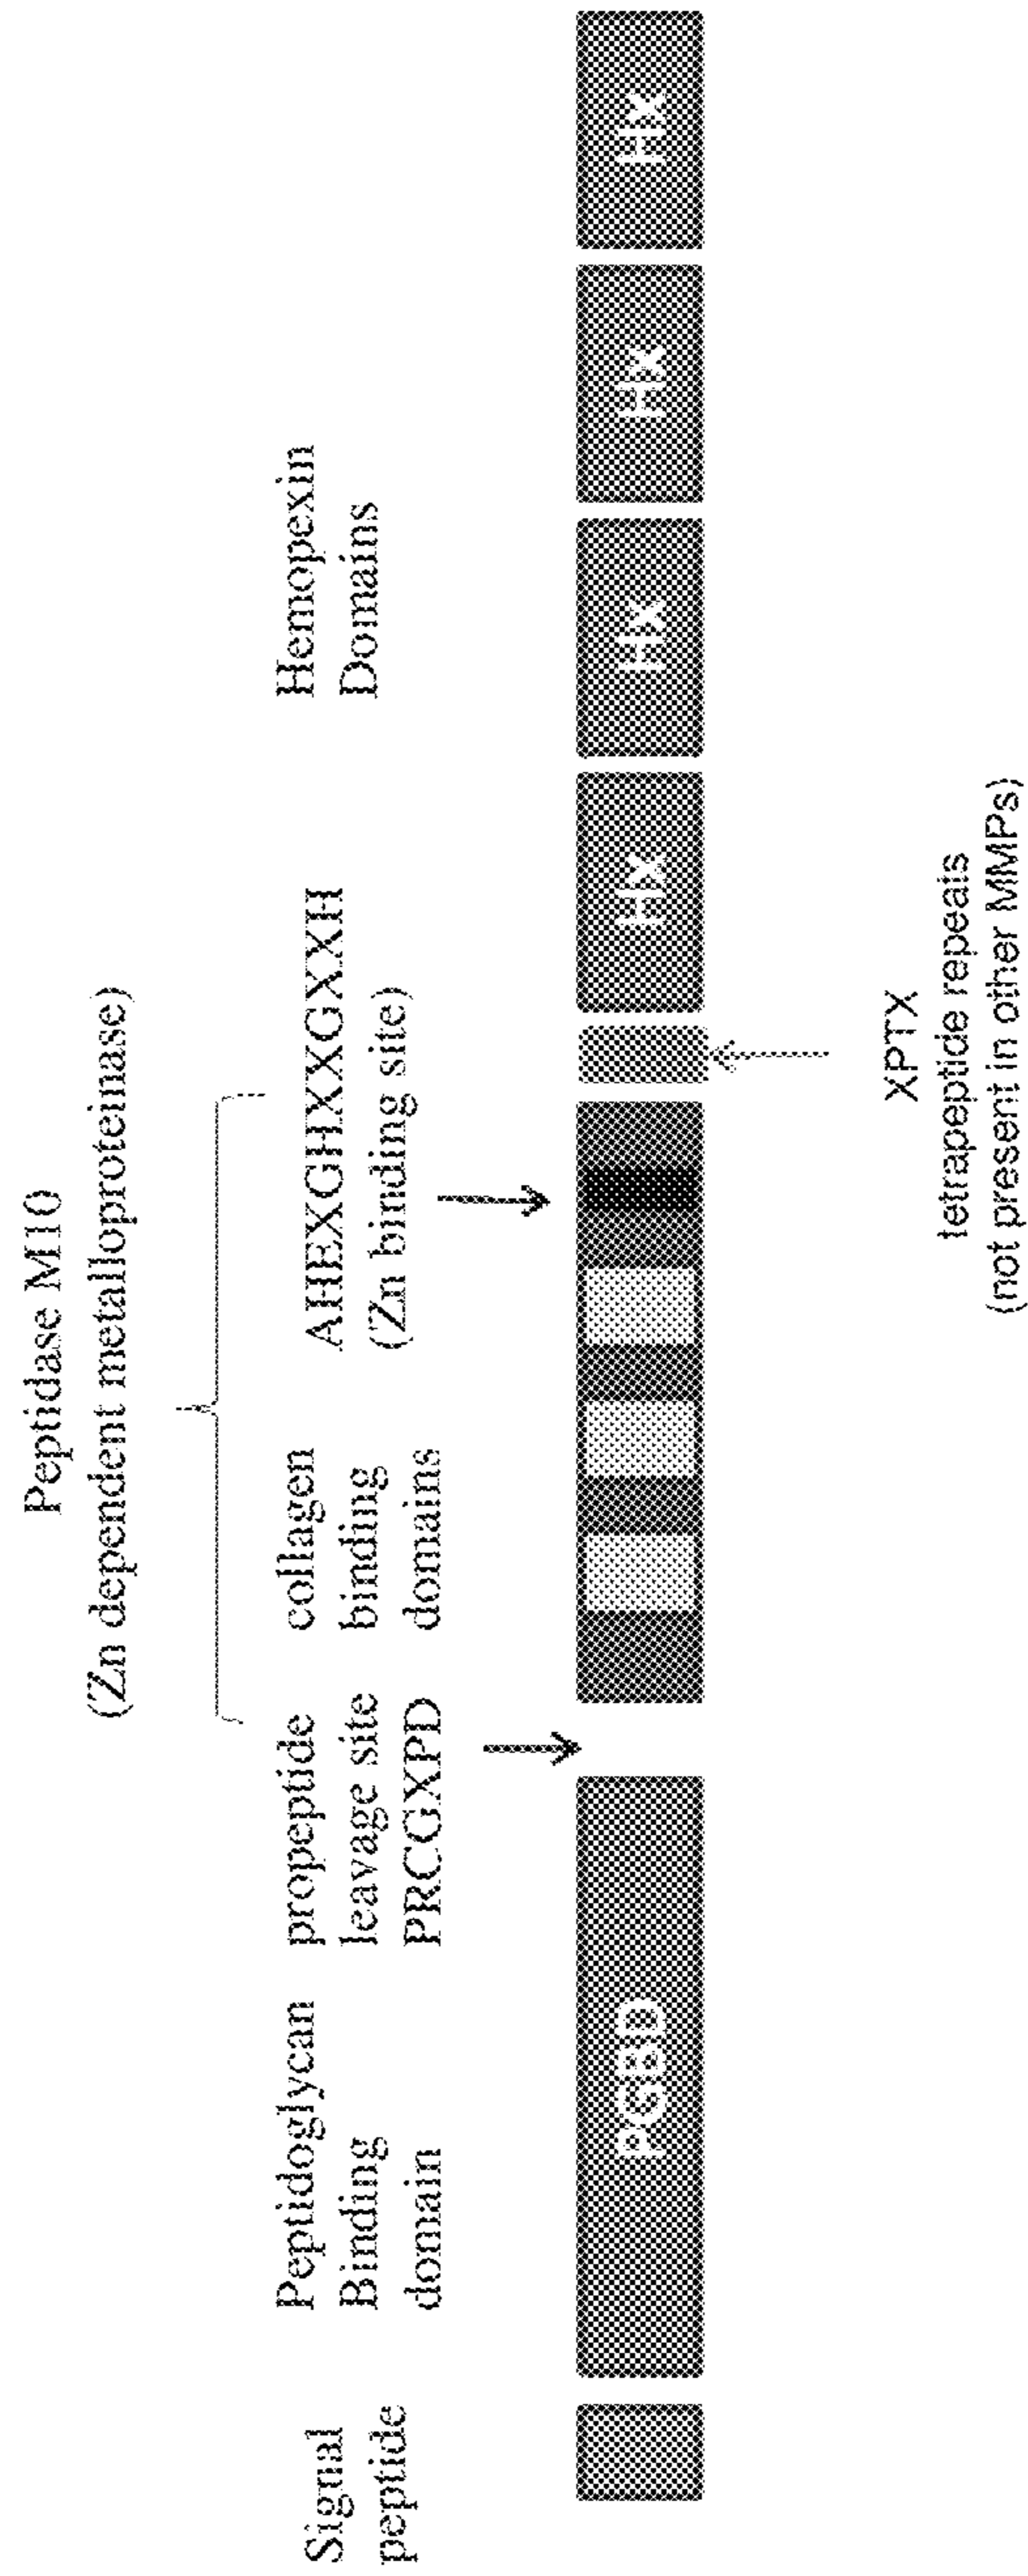 Peptidase M10
(Zn dependent metalloproteinase)
Signal
peptide
Peptidoglycan
Binding
domain
propeptide
leavage site
PRCGXPD
collagen
binding
domains
AHEXGHXXGXXH
(Zn binding site)
Hemopexin
Domains
PGBD
Hx
Hx
Hx
Hx
XPTX
tetrapeptide repeats
(not present in other MMPs)